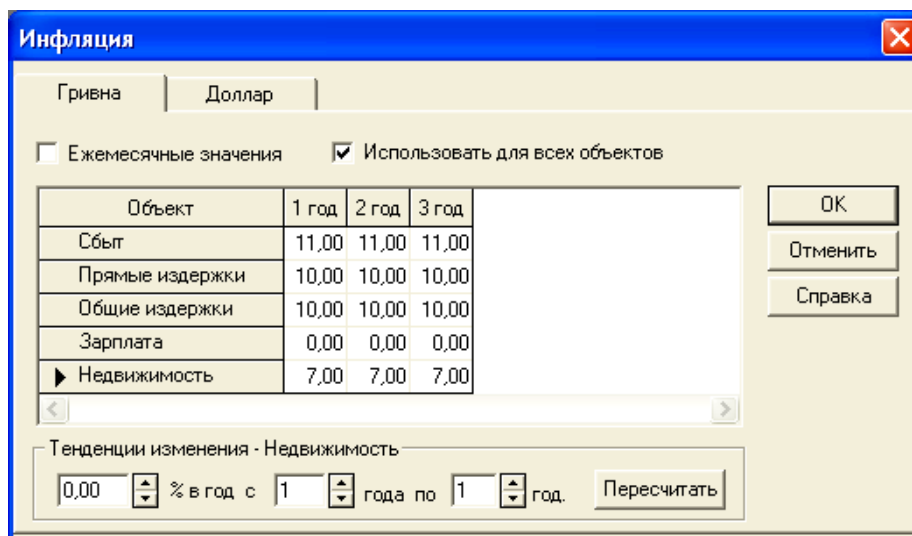 Инфляция
Гривна Доллар
Ежемесячные значения Использовать для всех объектов
Объект 1 год 2 год 3 год
Сбыт 11,00 11,00 11,00
Прямые издержки 10,00 10,00 10,00
Общие издержки 10,00 10,00 10,00
Зарплата 0,00 0,00 0,00
Недвижимость 7,00 7,00 7,00
OK
Отменить
Справка
Тенденции изменения - Недвижимость
0,00 % в год с 1 года по 1 год. Пересчитать